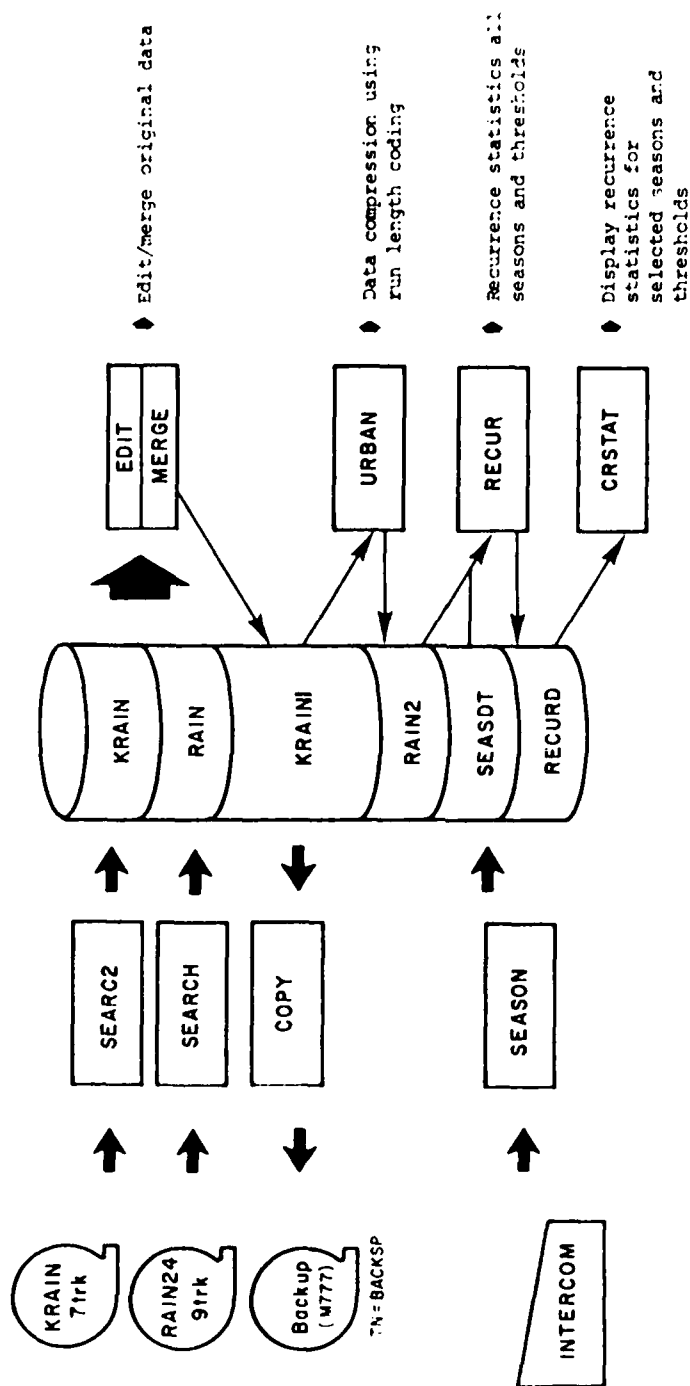 KRAIN
7trk
RAIN24
9trk
Backup
(M777)
TN=BACKSP
INTERCOM
SEARC2
SEARCH
COPY
SEASON
KRAIN
RAIN
KRAIN1
RAIN2
SEASDT
RECURD
EDIT
MERGE
URBAN
RECUR
CRSTAT
Edit/merge original data
Data compression using
run length coding
Recurrence statistics all
seasons and thresholds
Display recurrence
statistics for
selected seasons and
thresholds